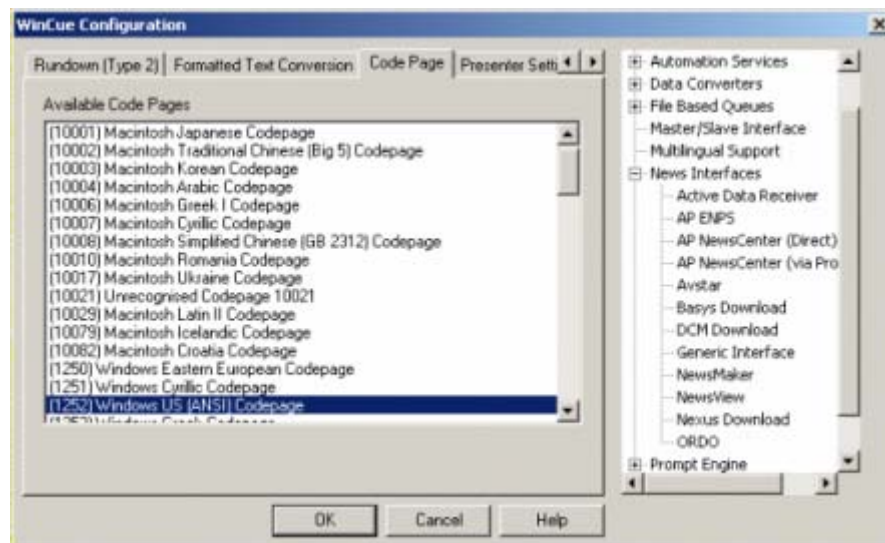 WinCue Configuration
Rundown (Type 2) Formatted Text Conversion Code Page Presenter Setti
Available Code Pages
(10001) Macintosh Japanese Codepage
(10002) Macintosh Traditional Chinese (Big 5) Codepage
(10003) Macintosh Korean Codepage
(10004) Macintosh Arabic Codepage
(10006) Macintosh Greek I Codepage
(10007) Macintosh Cyrillic Codepage
(10008) Macintosh Simplified Chinese (GB 2312) Codepage
(10010) Macintosh Romania Codepage
(10017) Macintosh Ukraine Codepage
(10021) Unrecognised Codepage 10021
(10029) Macintosh Latin II Codepage
(10079) Macintosh Icelandic Codepage
(10082) Macintosh Croatia Codepage
(1250) Windows Eastern European Codepage
(1251) Windows Cyrillic Codepage
(1252) Windows US (ANSI) Codepage
(1253) Windows Greek Codepage
Automation Services
Data Converters
File Based Queues
Master/Slave Interface
Multilingual Support
News Interfaces
Active Data Receiver
AP ENPS
AP NewsCenter (Direct)
AP NewsCenter (via Pro
Avstar
Basys Download
DCM Download
Generic Interface
NewsMaker
NewsView
Nexus Download
ORDO
Prompt Engine
OK Cancel Help